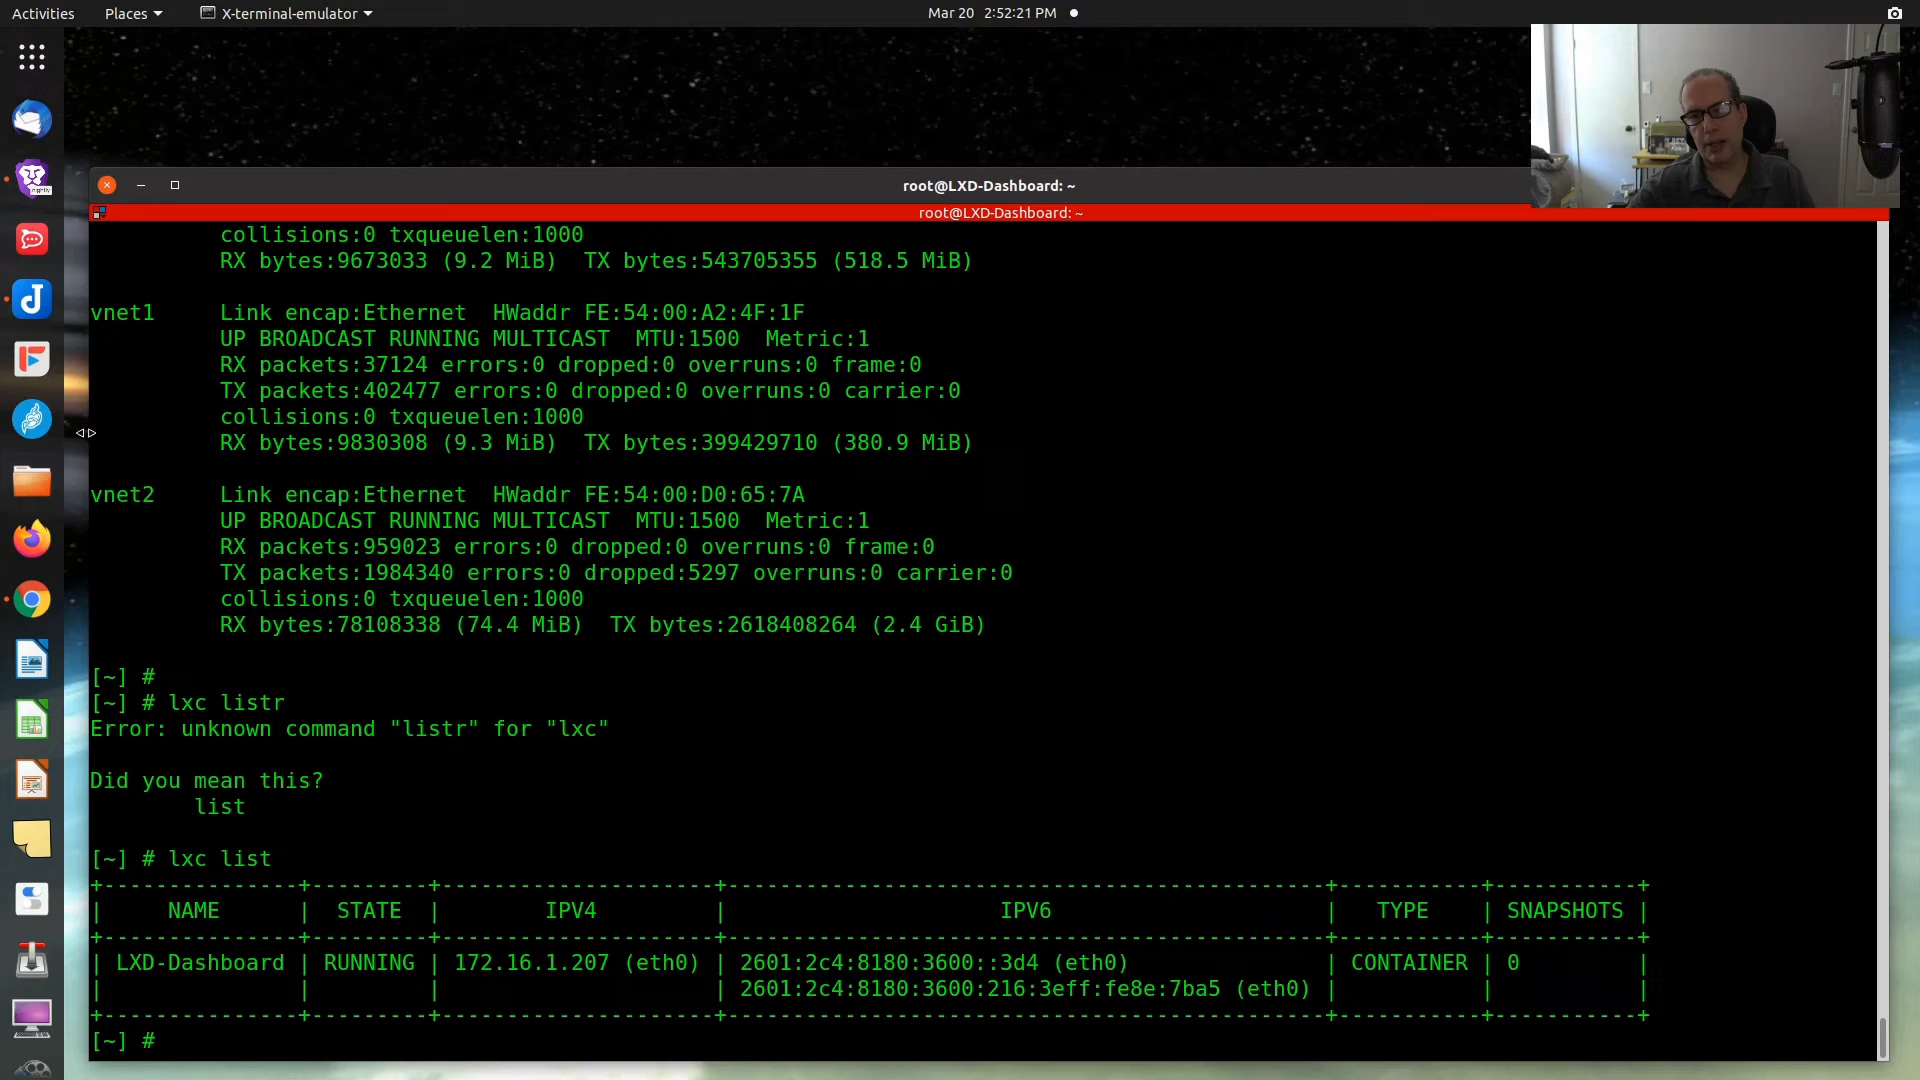 Activities Places X-terminal-emulator Mar 20 2:52:21 PM
root@LXD-Dashboard: ~
root@LXD-Dashboard: ~
collisions:0 txqueuelen:1000
RX bytes:9673033 (9.2 MiB)  TX bytes:543705355 (518.5 MiB)
vnet1     Link encap:Ethernet  HWaddr FE:54:00:A2:4F:1F
UP BROADCAST RUNNING MULTICAST  MTU:1500  Metric:1
RX packets:37124 errors:0 dropped:0 overruns:0 frame:0
TX packets:402477 errors:0 dropped:0 overruns:0 carrier:0
collisions:0 txqueuelen:1000
RX bytes:9830308 (9.3 MiB)  TX bytes:399429710 (380.9 MiB)
vnet2     Link encap:Ethernet  HWaddr FE:54:00:D0:65:7A
UP BROADCAST RUNNING MULTICAST  MTU:1500  Metric:1
RX packets:959023 errors:0 dropped:0 overruns:0 frame:0
TX packets:1984340 errors:0 dropped:5297 overruns:0 carrier:0
collisions:0 txqueuelen:1000
RX bytes:78108338 (74.4 MiB)  TX bytes:2618408264 (2.4 GiB)
[~] #
[~] # lxc listr
Error: unknown command "listr" for "lxc"
Did you mean this?
list
[~] # lxc list
+---------------+---------+---------------------+----------------------------------------------+-----------+-----------+
|     NAME      |  STATE  |        IPV4         |                     IPV6                     |   TYPE    | SNAPSHOTS |
+---------------+---------+---------------------+----------------------------------------------+-----------+-----------+
| LXD-Dashboard | RUNNING | 172.16.1.207 (eth0) | 2601:2c4:8180:3600::3d4 (eth0)               | CONTAINER | 0         |
|               |         |                     | 2601:2c4:8180:3600:216:3eff:fe8e:7ba5 (eth0) |           |           |
+---------------+---------+---------------------+----------------------------------------------+-----------+-----------+
[~] #